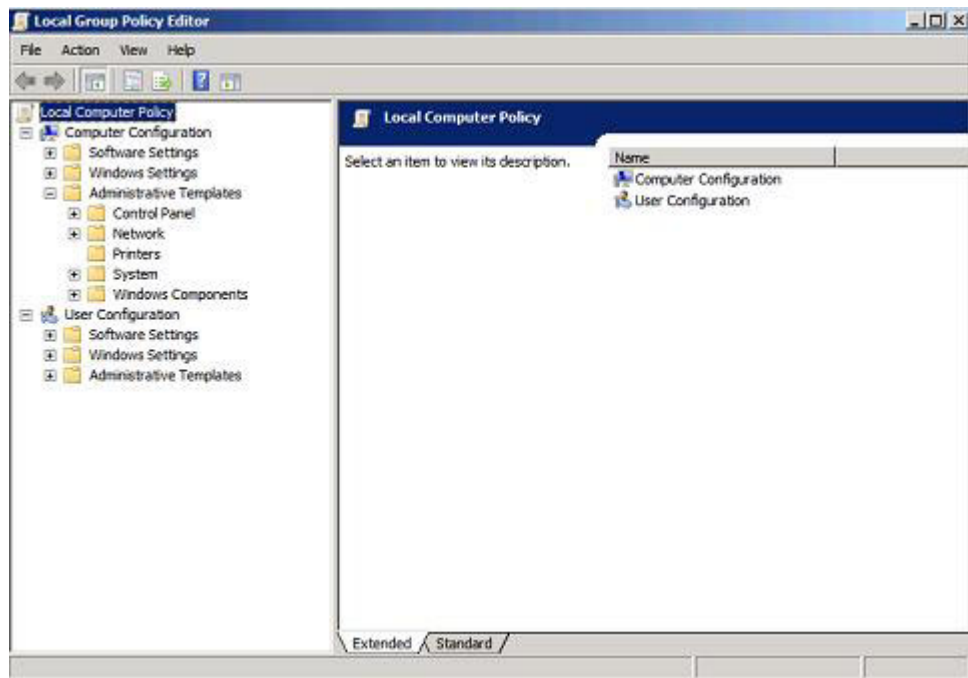 Local Group Policy Editor
File Action View Help
Local Computer Policy
Computer Configuration
Software Settings
Windows Settings
Administrative Templates
Control Panel
Network
Printers
System
Windows Components
User Configuration
Software Settings
Windows Settings
Administrative Templates
Local Computer Policy
Select an item to view its description.
Name
Computer Configuration
User Configuration
Extended Standard